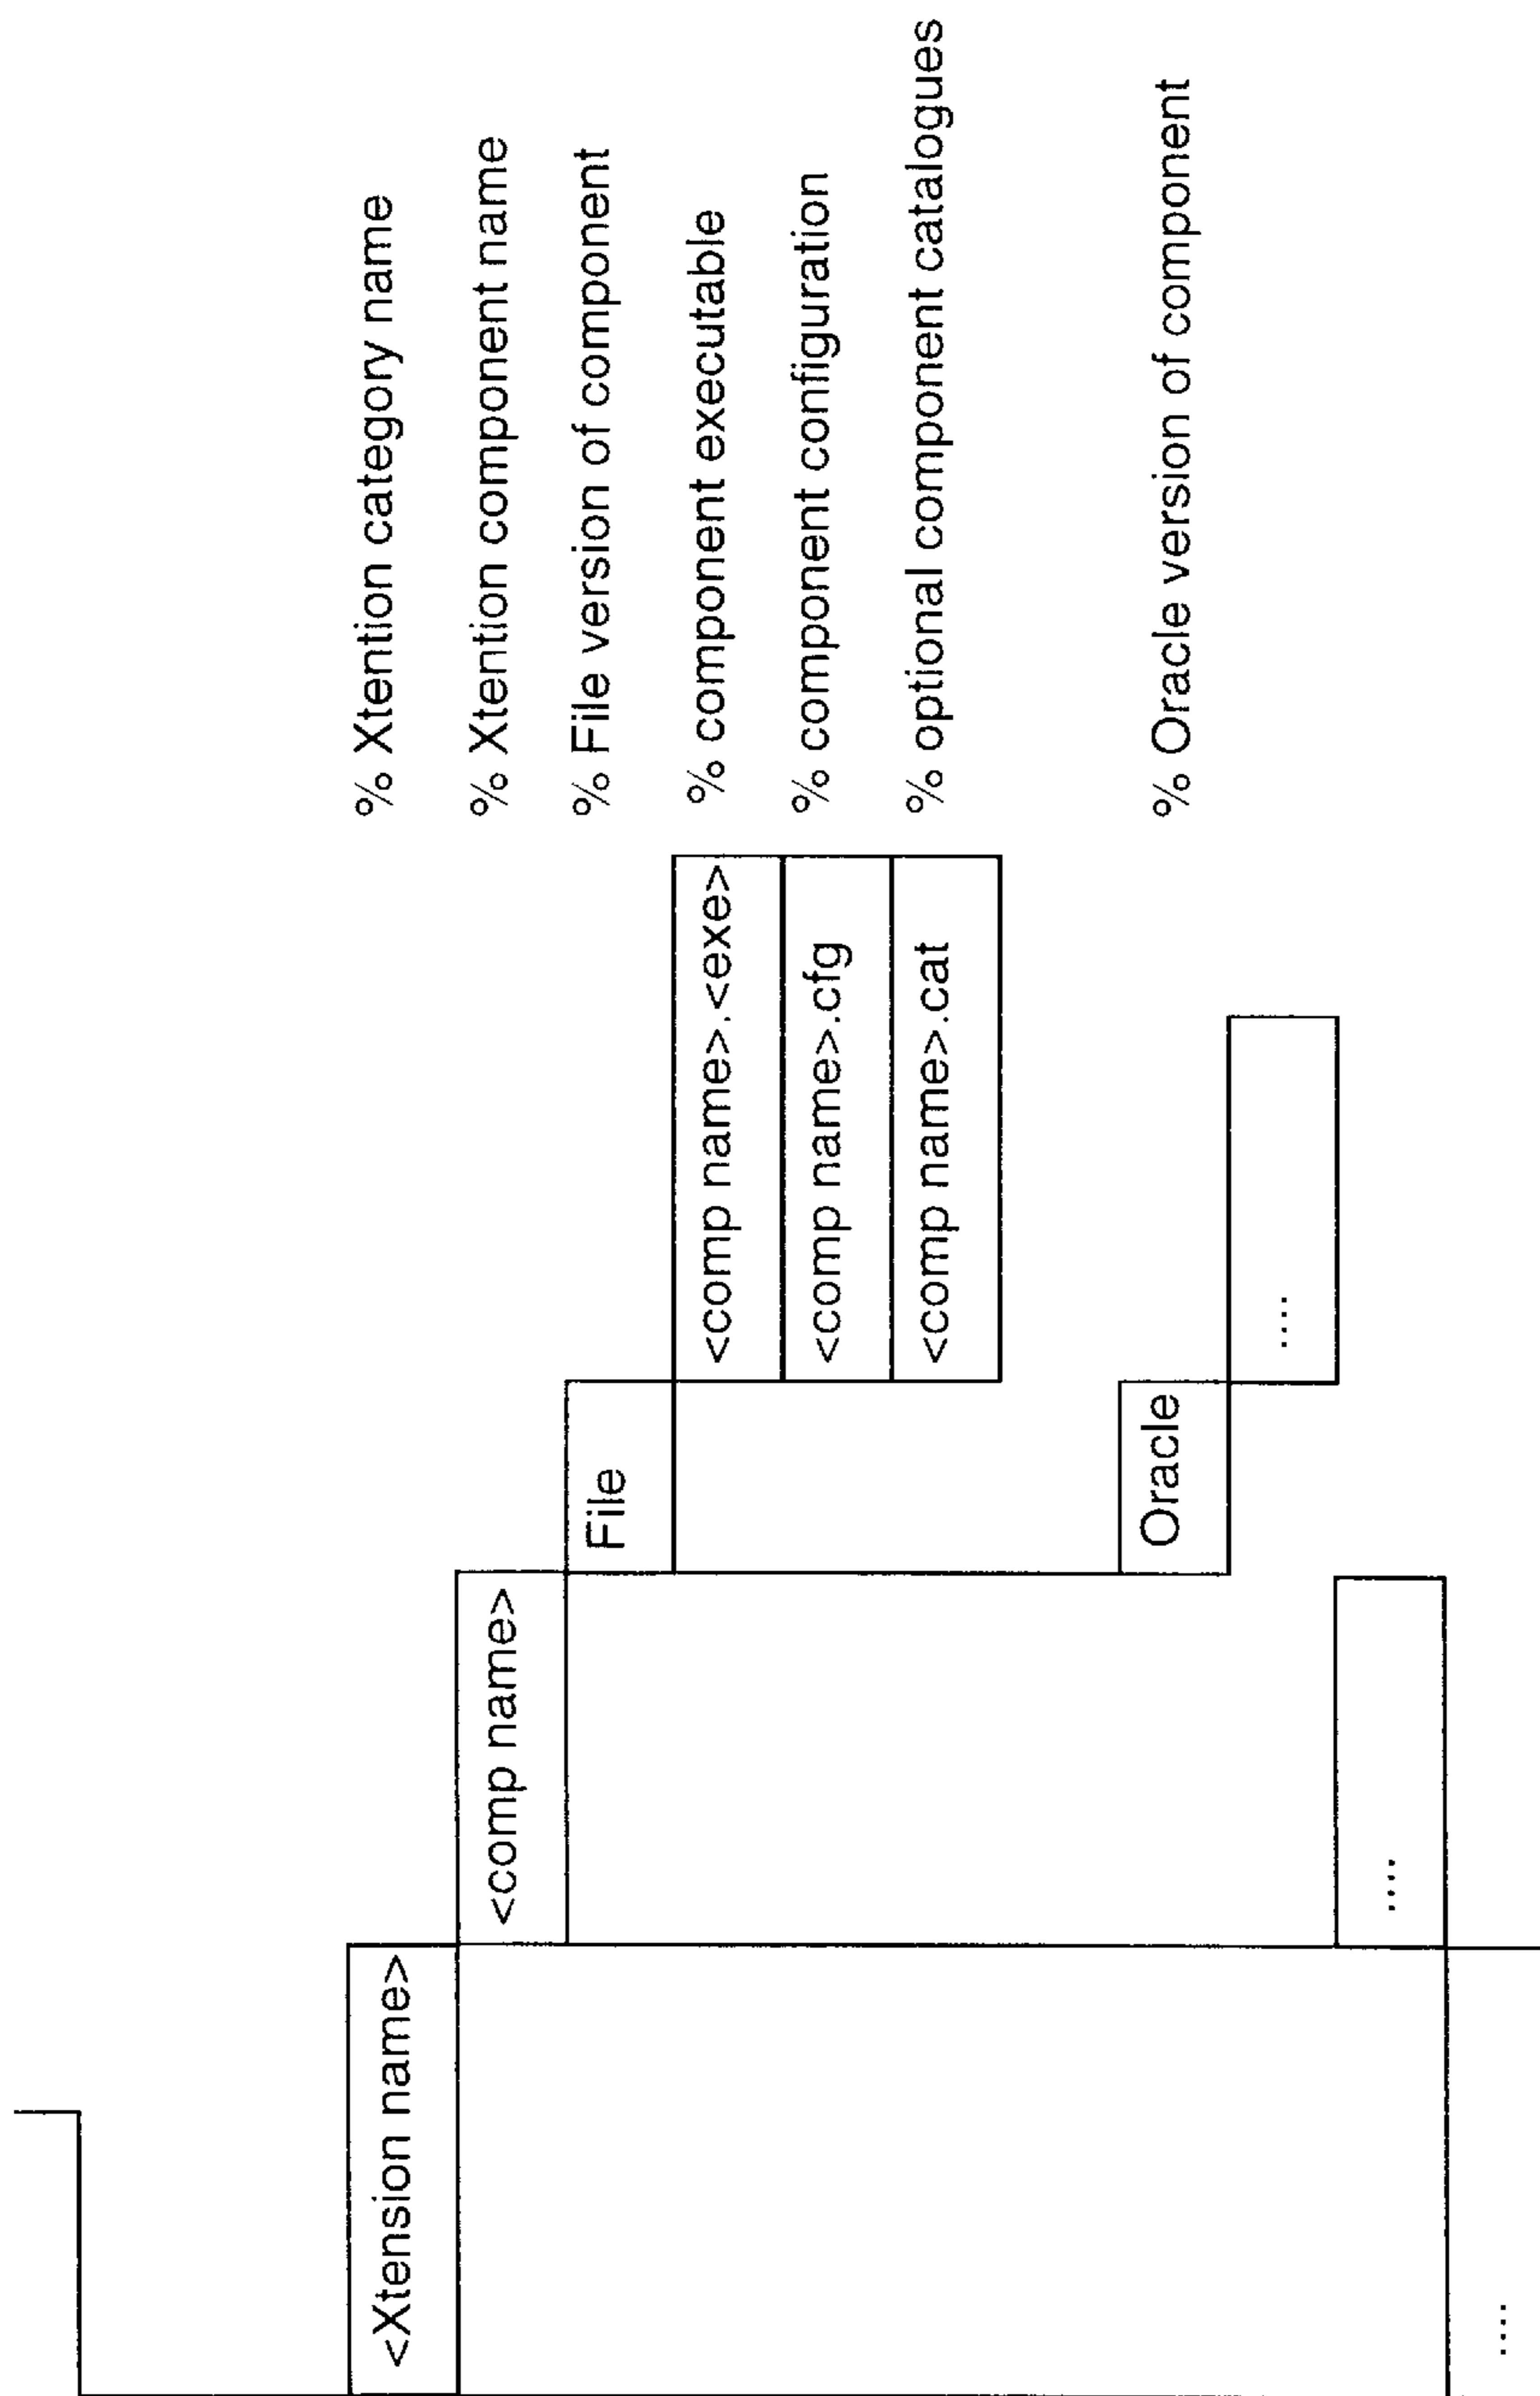 <Xtension name> % Xtention category name
<comp name> % Xtention component name
File % File version of component
<comp name>.<exe> % component executable
<comp name>.cfg % component configuration
<comp name>.cat % optional component catalogues
Oracle % Oracle version of component
....
....
....